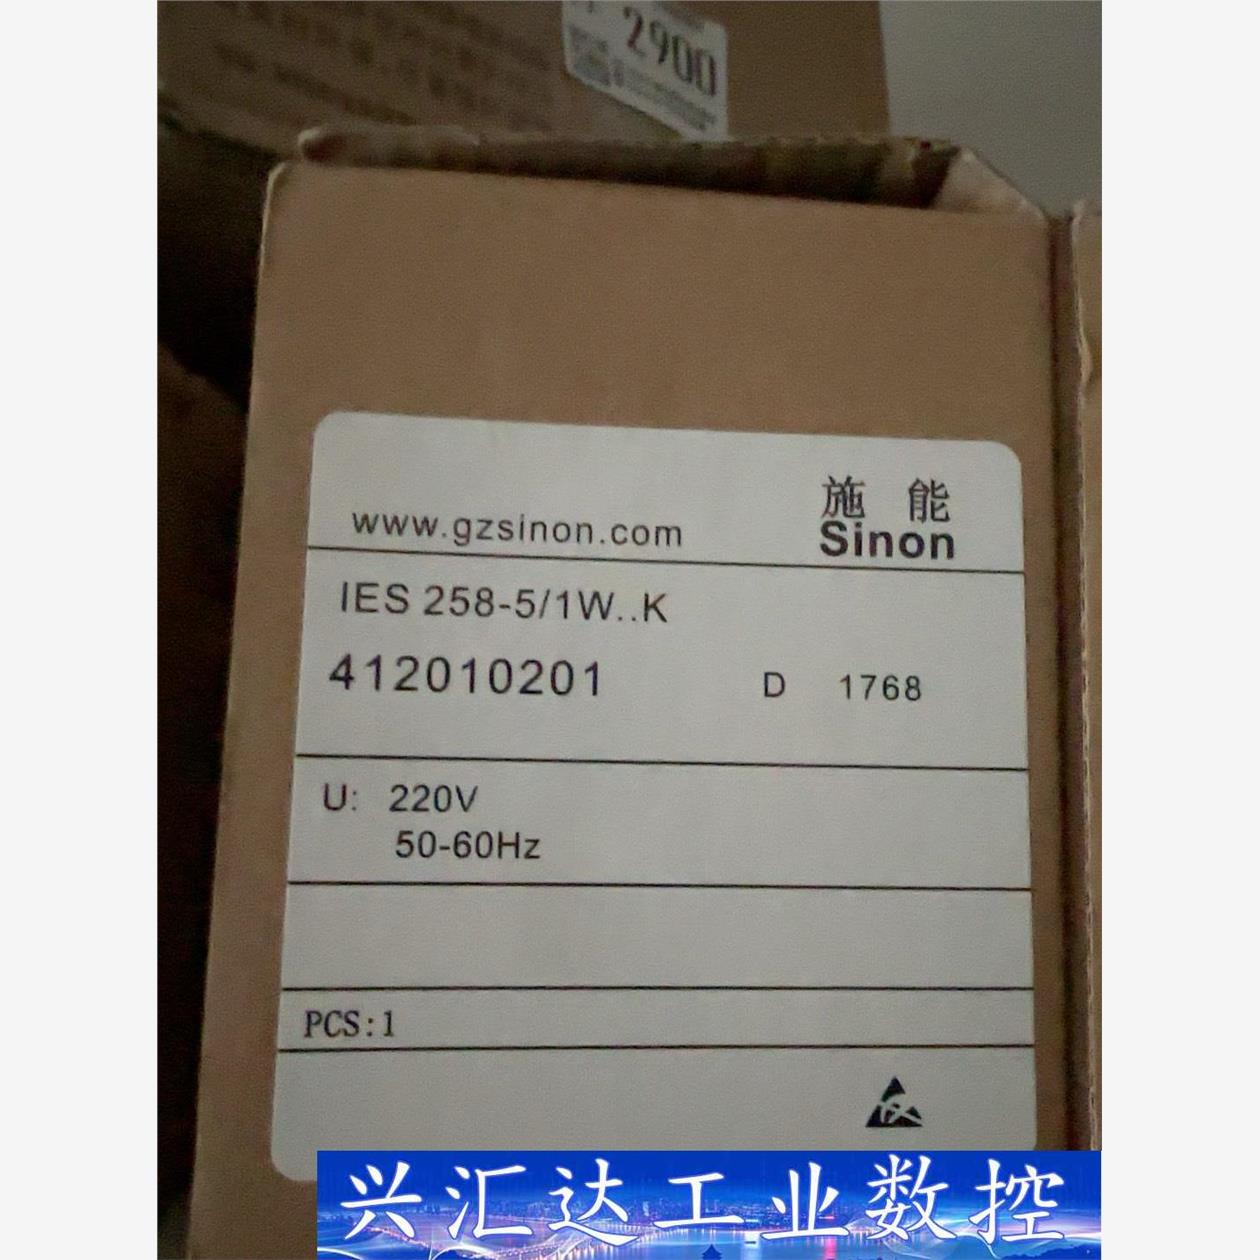 2900
施能
www.gzsinon.com
Sinon
IES 258-5/1W..K
412010201 D 1768
U: 220V
50-60Hz
PCS:1
兴汇达工业数控